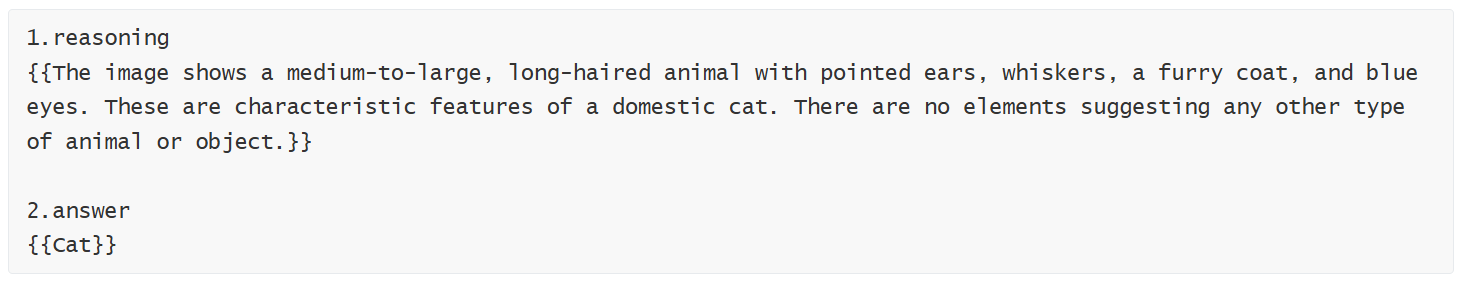 1.reasoning
{{The image shows a medium-to-large, long-haired animal with pointed ears, whiskers, a furry coat, and blue
eyes. These are characteristic features of a domestic cat. There are no elements suggesting any other type
of animal or object.}}
2.answer
{{Cat}}